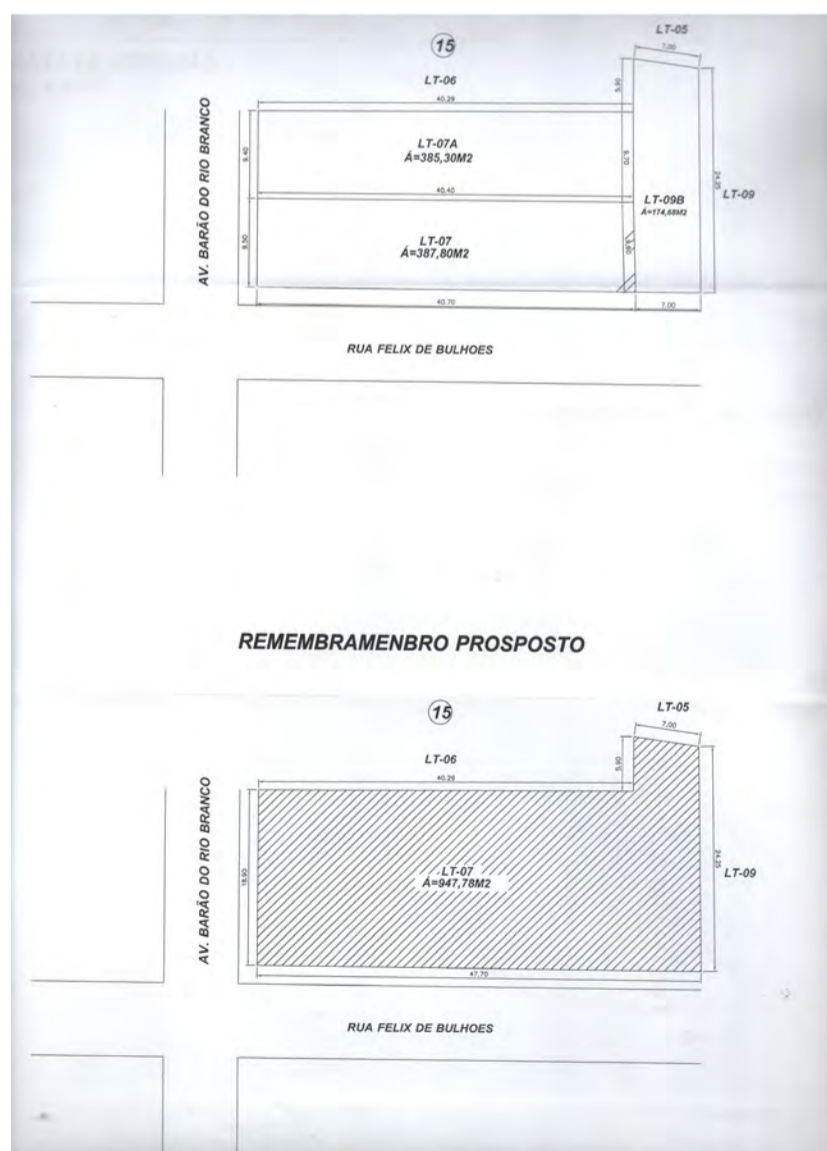 15
LT-05
7,00
LT-06
5,90
40,29
AV. BARÃO DO RIO BRANCO
9,40
LT-07A
Á=385,30M2
9,70
24,25
LT-09
40,40
LT-09B
Á=174,68M2
9,50
LT-07
Á=387,80M2
40,70
7,00
RUA FELIX DE BULHOES
REMEMBRAMENBRO PROSPOSTO
15
LT-05
7,00
LT-06
5,90
40,29
AV. BARÃO DO RIO BRANCO
18,90
LT-07
Á=947,78M2
24,25
LT-09
47,70
RUA FELIX DE BULHOES